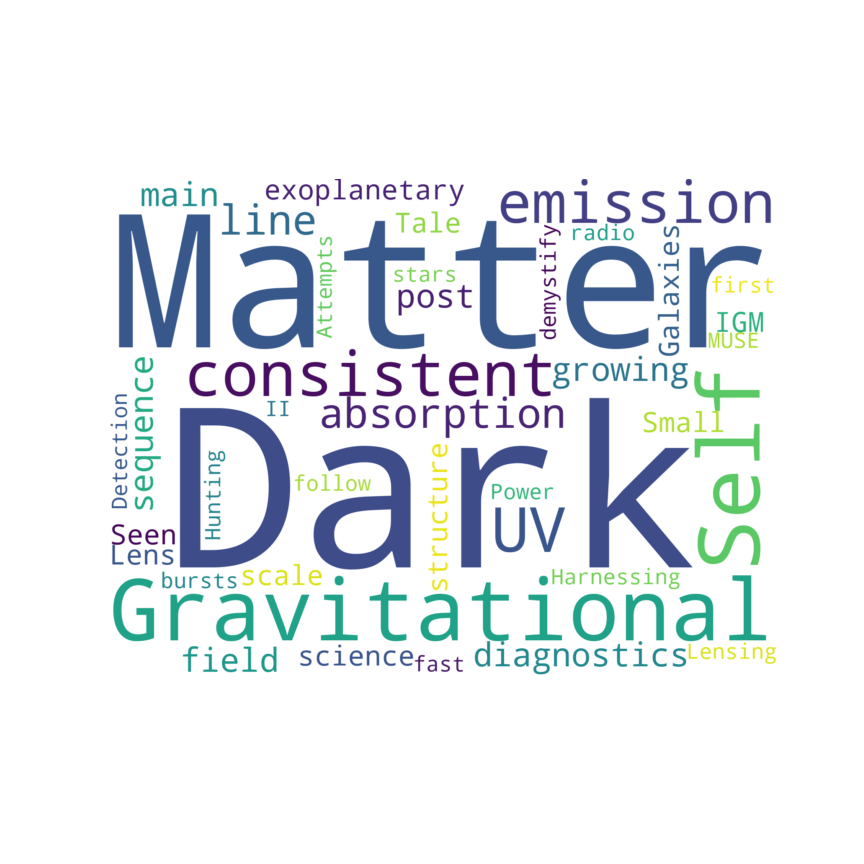 main
exoplanetary
emission
line
Tale
radio
Matter
Attempts
stars
post
demystify
Galaxies
first
IGM
MUSE
consistent
growing
sequence
Detection
II
absorption
Small
Self
Dark
Hunting
follow
structure
Power
UV
Seen
Lens
bursts
scale
Harnessing
Gravitational
field
science
fast
diagnostics
Lensing